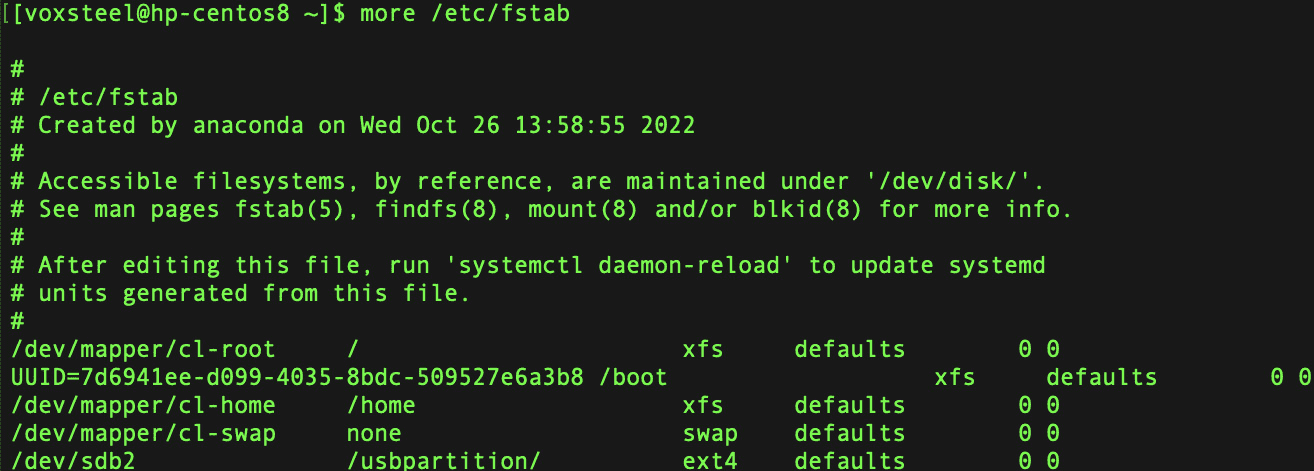 [[voxsteel@hp-centos8 ~]$ more /etc/fstab
#
# /etc/fstab
# Created by anaconda on Wed Oct 26 13:58:55 2022
#
# Accessible filesystems, by reference, are maintained under '/dev/disk/'.
# See man pages fstab(5), findfs(8), mount(8) and/or blkid(8) for more info.
#
# After editing this file, run 'systemctl daemon-reload' to update systemd
# units generated from this file.
#
/dev/mapper/cl-root     /                       xfs     defaults        0 0
UUID=7d6941ee-d099-4035-8bdc-509527e6a3b8 /boot                   xfs     defaults        0 0
/dev/mapper/cl-home     /home                   xfs     defaults        0 0
/dev/mapper/cl-swap     none                    swap    defaults        0 0
/dev/sdb2               /usbpartition/          ext4    defaults        0 0